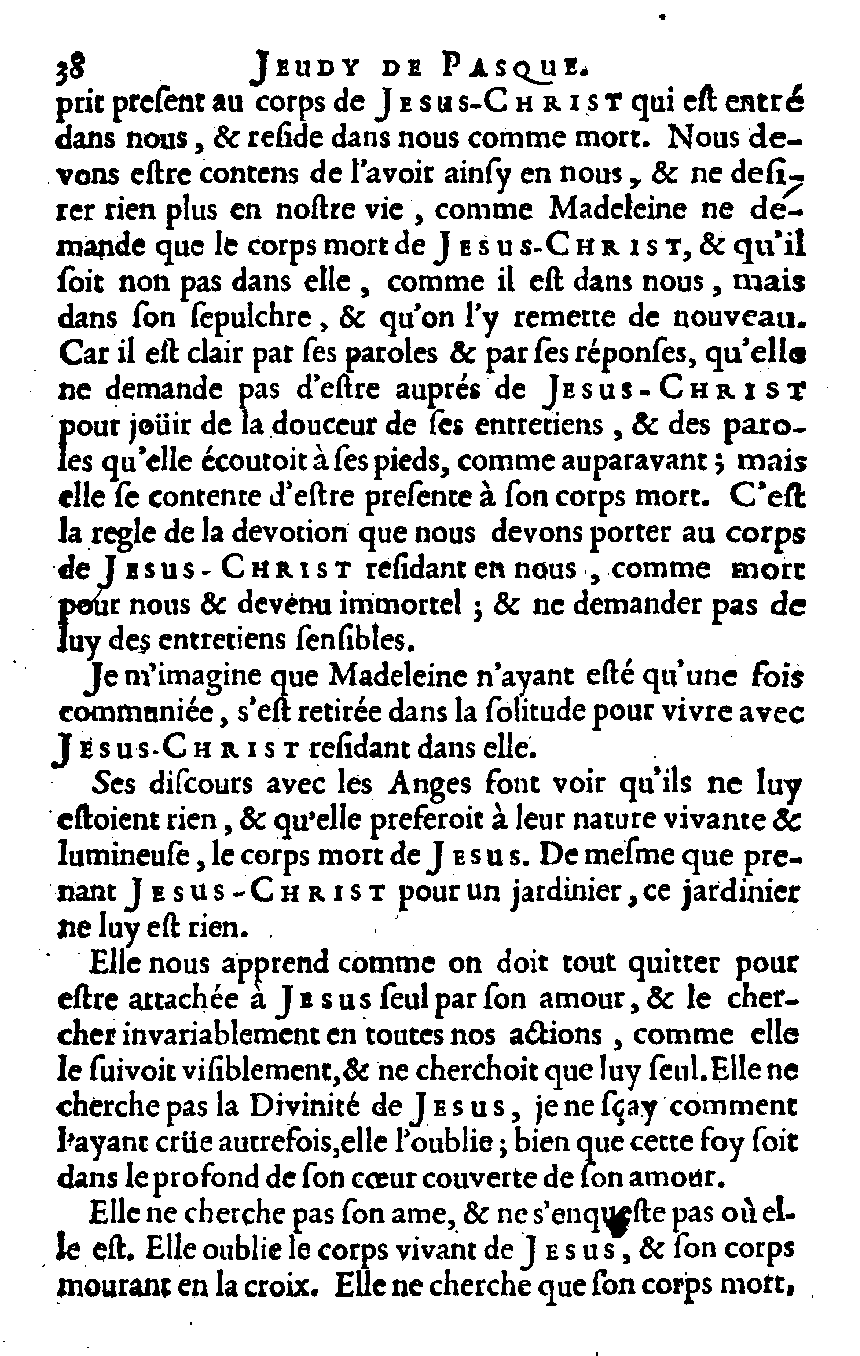 38 JEUDY DE PASQUE.
prit preſent au corps de JESUS-CHRIST qui eſt entré
dans nous, & reſide dans nous comme mort. Nous de-
vons eſtre contens de l'avoir ainſy en nous, & ne deſi-
rer rien plus en noſtre vie, comme Madeleine ne de-
mande que le corps mort de JESUS-CHRIST, & qu'il
ſoit non pas dans elle, comme il eſt dans nous, mais
dans ſon ſepulchre, & qu'on l'y remette de nouveau.
Car il eſt clair par ſes paroles & par ſes réponſes, qu'elle
ne demande pas d'eſtre auprés de JESUS-CHRIST
pour joüir de la douceur de ſes entretiens, & des paro-
les qu'elle écoutoit à ſes pieds, comme auparavant; mais
elle ſe contente d'eſtre preſente à ſon corps mort. C'eſt
la regle de la devotion que nous devons porter au corps
de JESUS-CHRIST reſidant en nous, comme mort
pour nous & devenu immortel; & ne demander pas de
luy des entretiens ſenſibles.
Je m'imagine que Madeleine n'ayant eſté qu'une fois
communiée, s'eſt retirée dans la ſolitude pour vivre avec
JESUS-CHRIST reſidant dans elle.
Ses diſcours avec les Anges font voir qu'ils ne luy
eſtoient rien, & qu'elle preferoit à leur nature vivante &
lumineuſe, le corps mort de JESUS. De meſme que pre-
nant JESUS-CHRIST pour un jardinier, ce jardinier
ne luy eſt rien.
Elle nous apprend comme on doit tout quitter pour
eſtre attachée à JESUS ſeul par ſon amour, & le cher-
cher invariablement en toutes nos actions, comme elle
le ſuivoit viſiblement, & ne cherchoit que luy ſeul. Elle ne
cherche pas la Divinité de JESUS, je ne ſçay comment
l'ayant crüe autrefois, elle l'oublie; bien que cette foy ſoit
dans le profond de ſon cœur couverte de ſon amour.
Elle ne cherche pas ſon ame, & ne s'enqueſte pas où el-
le eſt. Elle oublie le corps vivant de JESUS, & ſon corps
mourant en la croix. Elle ne cherche que ſon corps mort,